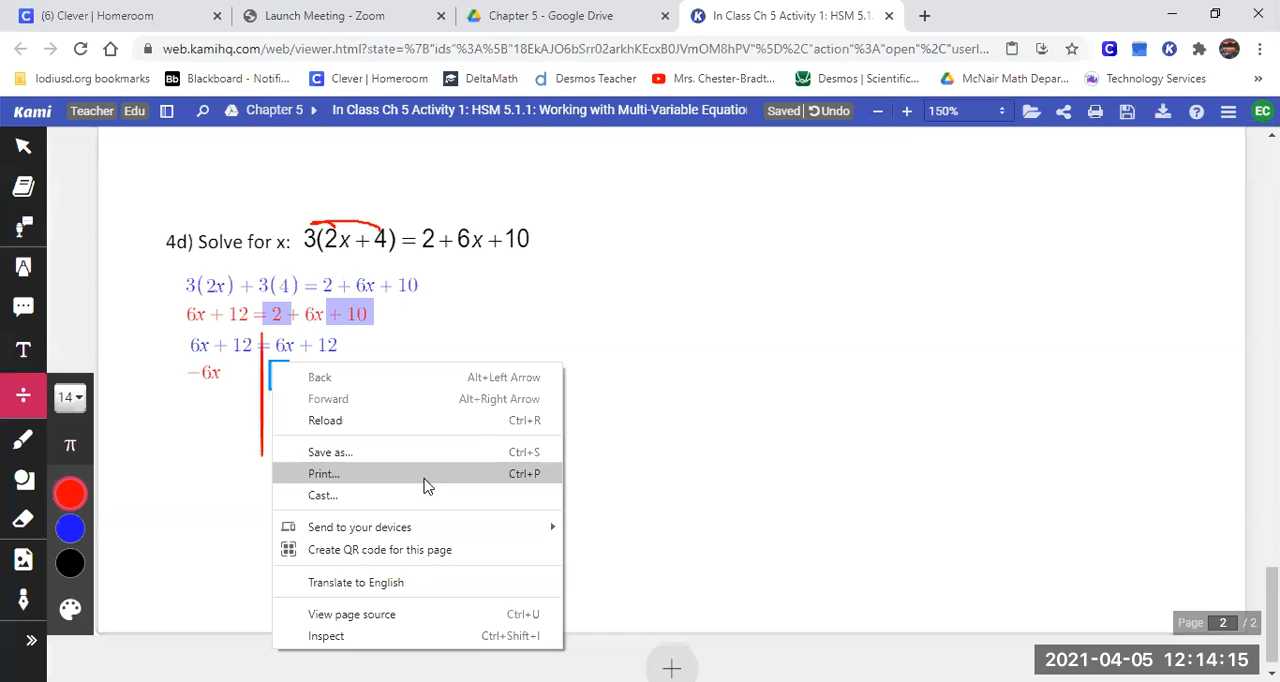 (6) Clever | Homeroom
Launch Meeting - Zoom
Chapter 5 - Google Drive
In Class Ch 5 Activity 1: HSM 5.1.
web.kamihq.com/web/viewer.html?state=%7B"ids"%3A%5B"18EkAJO6bSrr02arkhKEcxB0JVmOM8hPV"%5D%2C"action"%3A"open"%2C"userI...
lodiusd.org bookmarks
Blackboard - Notifi...
Clever | Homeroom
DeltaMath
Desmos Teacher
Mrs. Chester-Bradt...
Desmos | Scientific...
McNair Math Depar...
Technology Services
»
Kami
Teacher
Edu
Chapter 5
In Class Ch 5 Activity 1: HSM 5.1.1: Working with Multi-Variable Equatio
Saved
Undo
150%
EC
4d) Solve for x: 3(2x+4)=2+6x+10
3(2x) + 3(4) = 2 + 6x + 10
6x + 12 = 2 + 6x + 10
6x + 12 = 6x + 12
−6x
Back Alt+Left Arrow
Forward Alt+Right Arrow
Reload Ctrl+R
Save as... Ctrl+S
Print... Ctrl+P
Cast...
Send to your devices
Create QR code for this page
Translate to English
View page source Ctrl+U
Inspect Ctrl+Shift+I
T
14
π
Page 2 / 2
2021-04-05 12:14:15